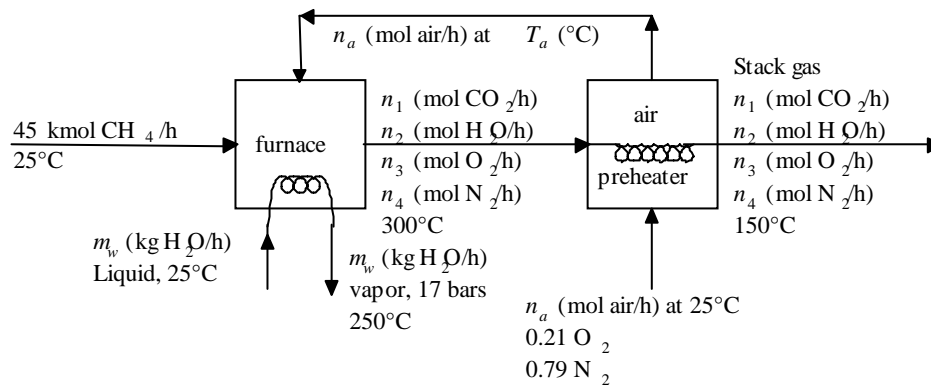 n_a (mol air/h) at T_a (°C)
Stack gas
n_1 (mol CO_2/h)
n_2 (mol H_2O/h)
n_3 (mol O_2/h)
n_4 (mol N_2/h)
150°C
n_1 (mol CO_2/h)
n_2 (mol H_2O/h)
n_3 (mol O_2/h)
n_4 (mol N_2/h)
300°C
45 kmol CH_4/h
25°C
furnace
air
preheater
m_w (kg H_2O/h)
Liquid, 25°C
m_w (kg H_2O/h)
vapor, 17 bars
250°C
n_a (mol air/h) at 25°C
0.21 O_2
0.79 N_2